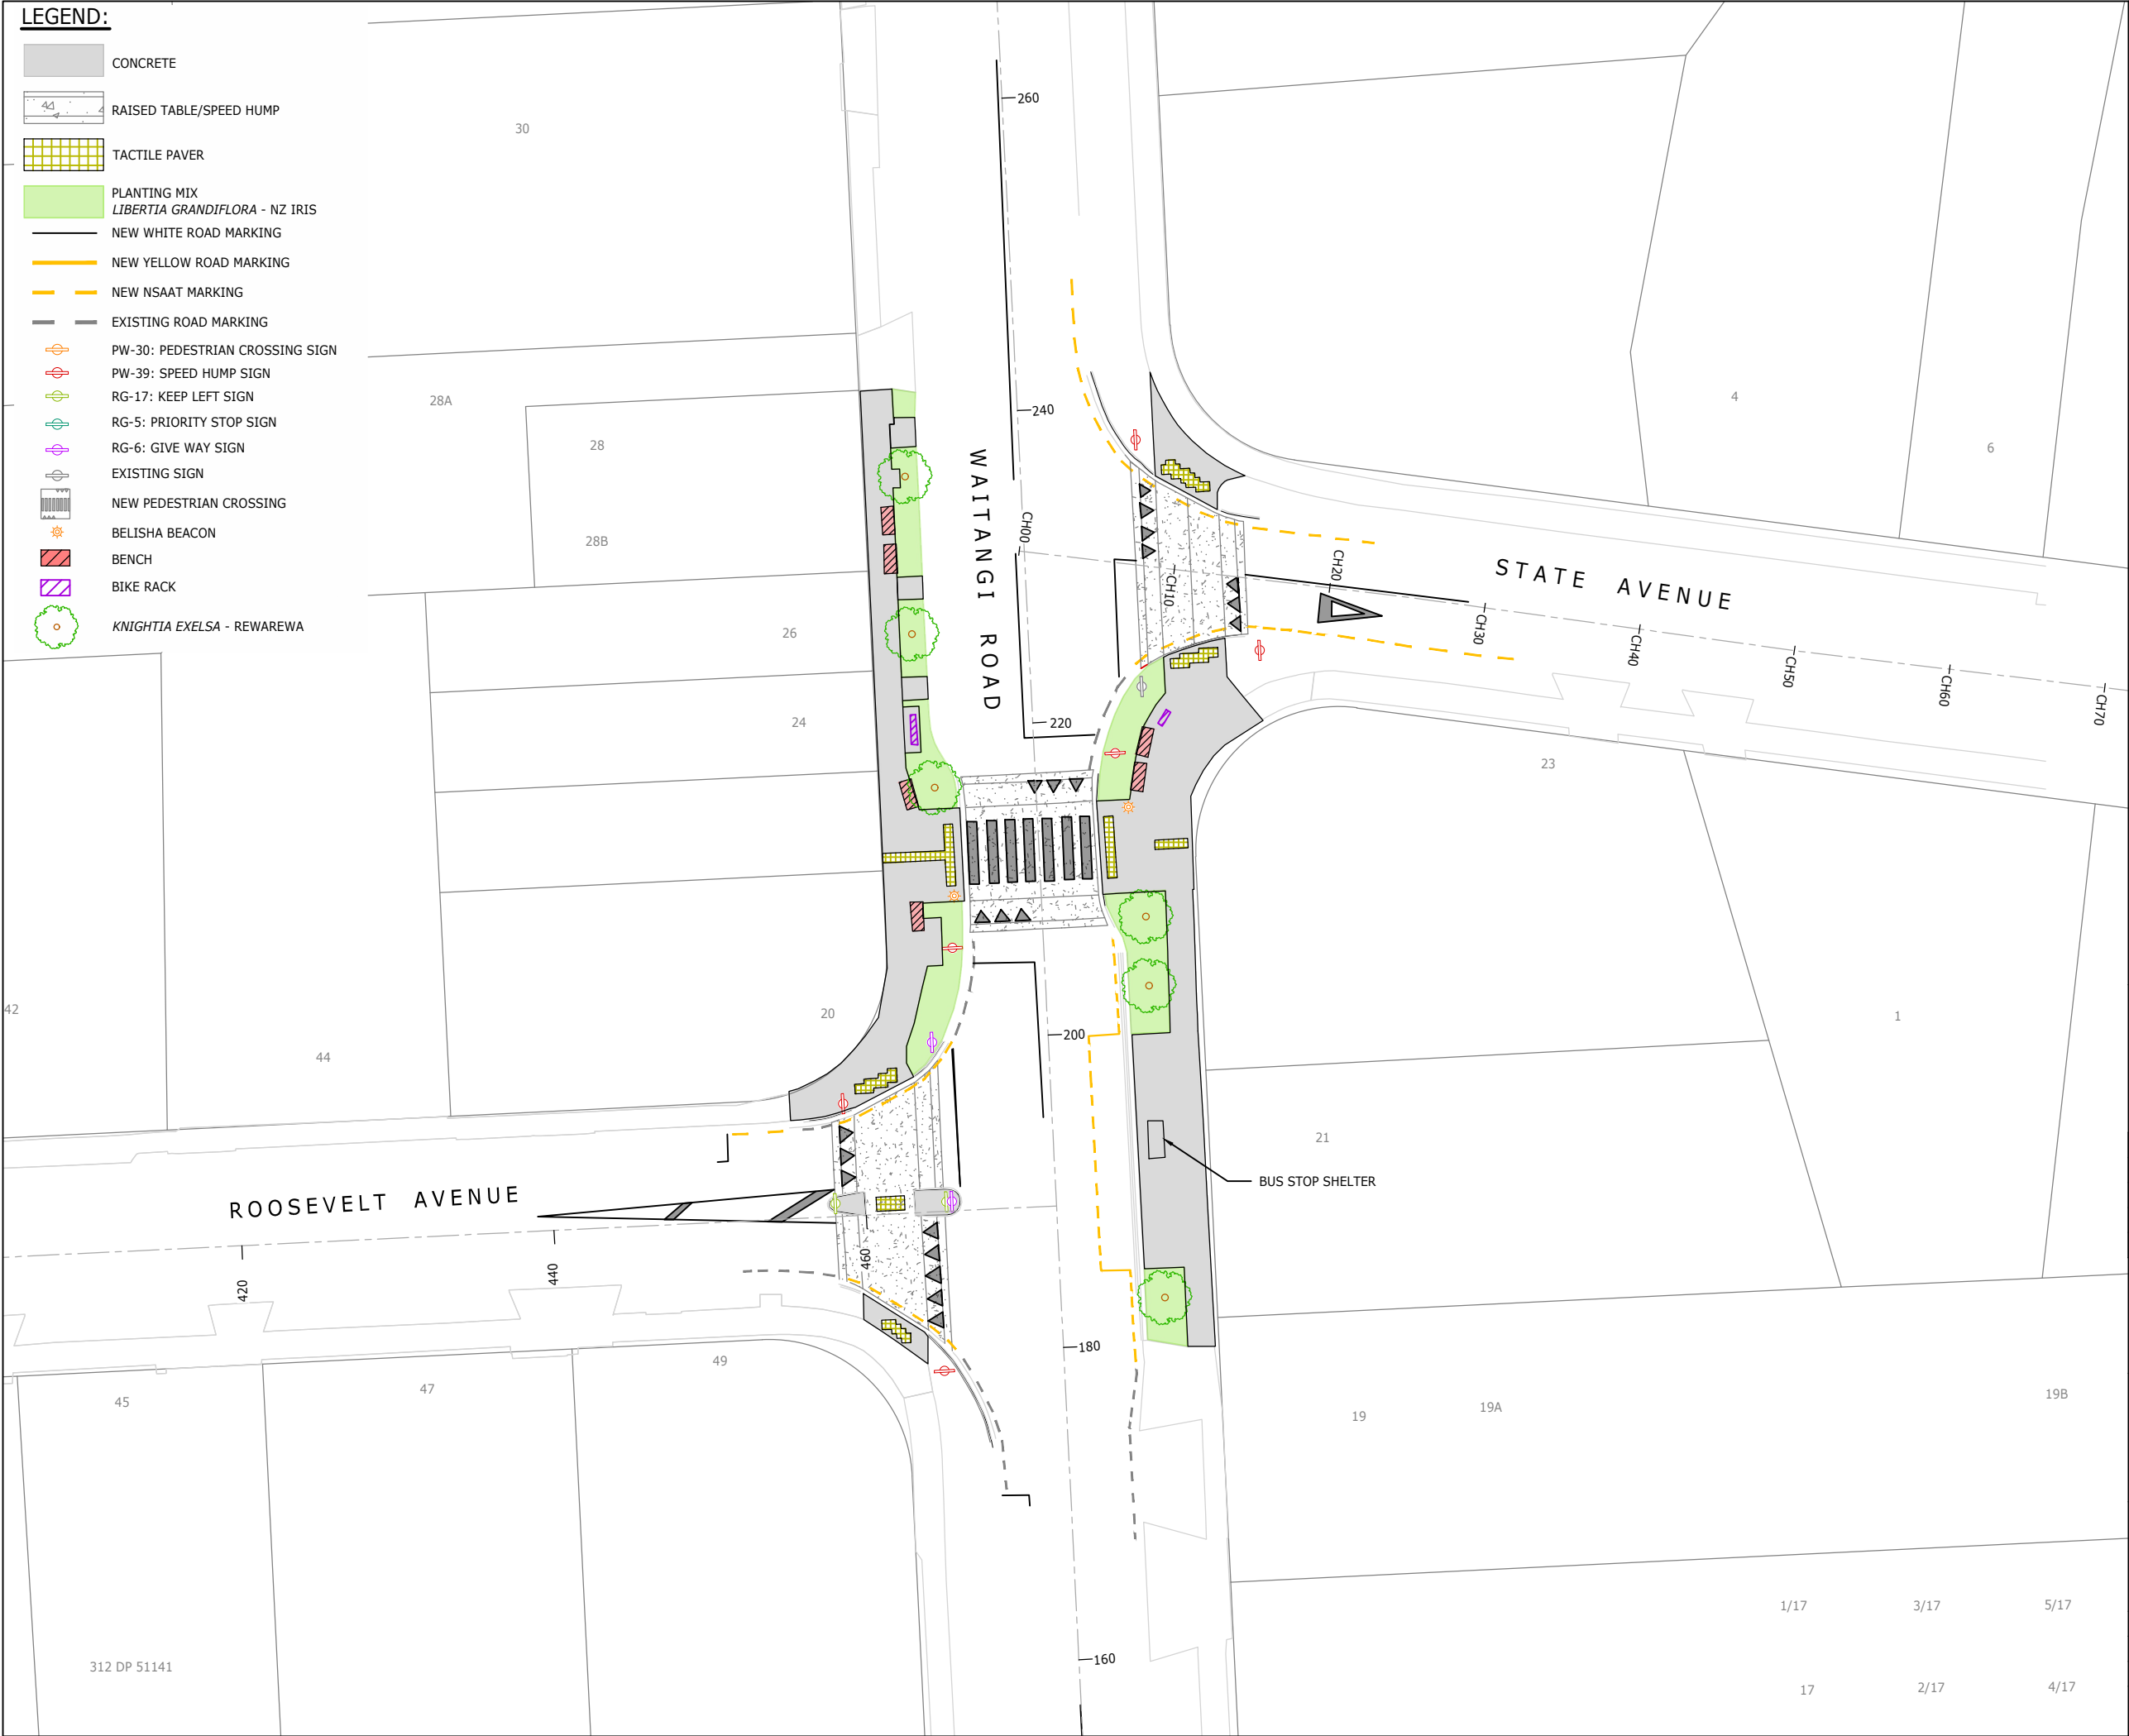 LEGEND:
CONCRETE
RAISED TABLE/SPEED HUMP
TACTILE PAVER
PLANTING MIX
LIBERTIA GRANDIFLORA - NZ IRIS
NEW WHITE ROAD MARKING
NEW YELLOW ROAD MARKING
NEW NSAAT MARKING
EXISTING ROAD MARKING
PW-30: PEDESTRIAN CROSSING SIGN
PW-39: SPEED HUMP SIGN
RG-17: KEEP LEFT SIGN
RG-5: PRIORITY STOP SIGN
RG-6: GIVE WAY SIGN
EXISTING SIGN
NEW PEDESTRIAN CROSSING
BELISHA BEACON
BENCH
BIKE RACK
KNIGHTIA EXELSA - REWAREWA
30
260
28A
28
28B
240
4
6
WAITANGI ROAD
CH00
CH10
CH20
CH30
CH40
CH50
CH60
CH70
STATE AVENUE
26
24
220
23
42
44
20
200
1
21
BUS STOP SHELTER
ROOSEVELT AVENUE
420
440
460
180
45
47
49
19
19A
19B
160
312 DP 51141
1/17
3/17
5/17
17
2/17
4/17